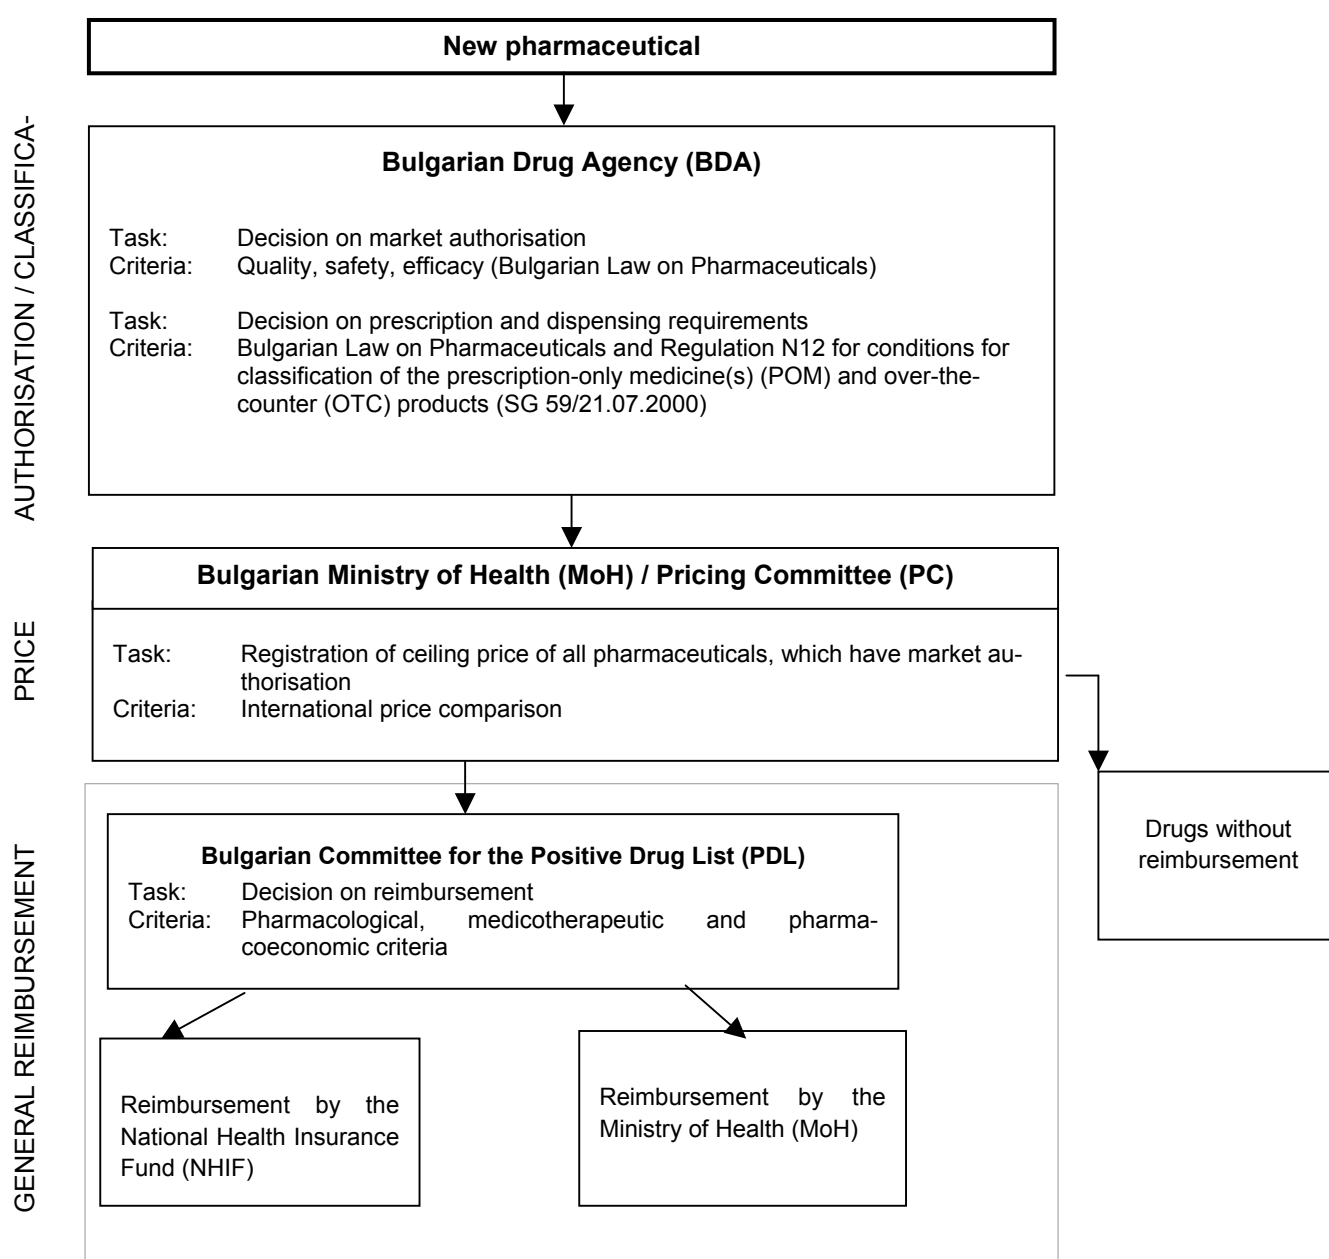 New pharmaceutical
AUTHORISATION / CLASSIFICA-
Bulgarian Drug Agency (BDA)
Task: Decision on market authorisation
Criteria: Quality, safety, efficacy (Bulgarian Law on Pharmaceuticals)
Task: Decision on prescription and dispensing requirements
Criteria: Bulgarian Law on Pharmaceuticals and Regulation N12 for conditions for
classification of the prescription-only medicine(s) (POM) and over-the-
counter (OTC) products (SG 59/21.07.2000)
PRICE
Bulgarian Ministry of Health (MoH) / Pricing Committee (PC)
Task: Registration of ceiling price of all pharmaceuticals, which have market au-
thorisation
Criteria: International price comparison
Drugs without
reimbursement
GENERAL REIMBURSEMENT
Bulgarian Committee for the Positive Drug List (PDL)
Task: Decision on reimbursement
Criteria: Pharmacological, medicotherapeutic and pharma-
coeconomic criteria
Reimbursement by the
National Health Insurance
Fund (NHIF)
Reimbursement by the
Ministry of Health (MoH)